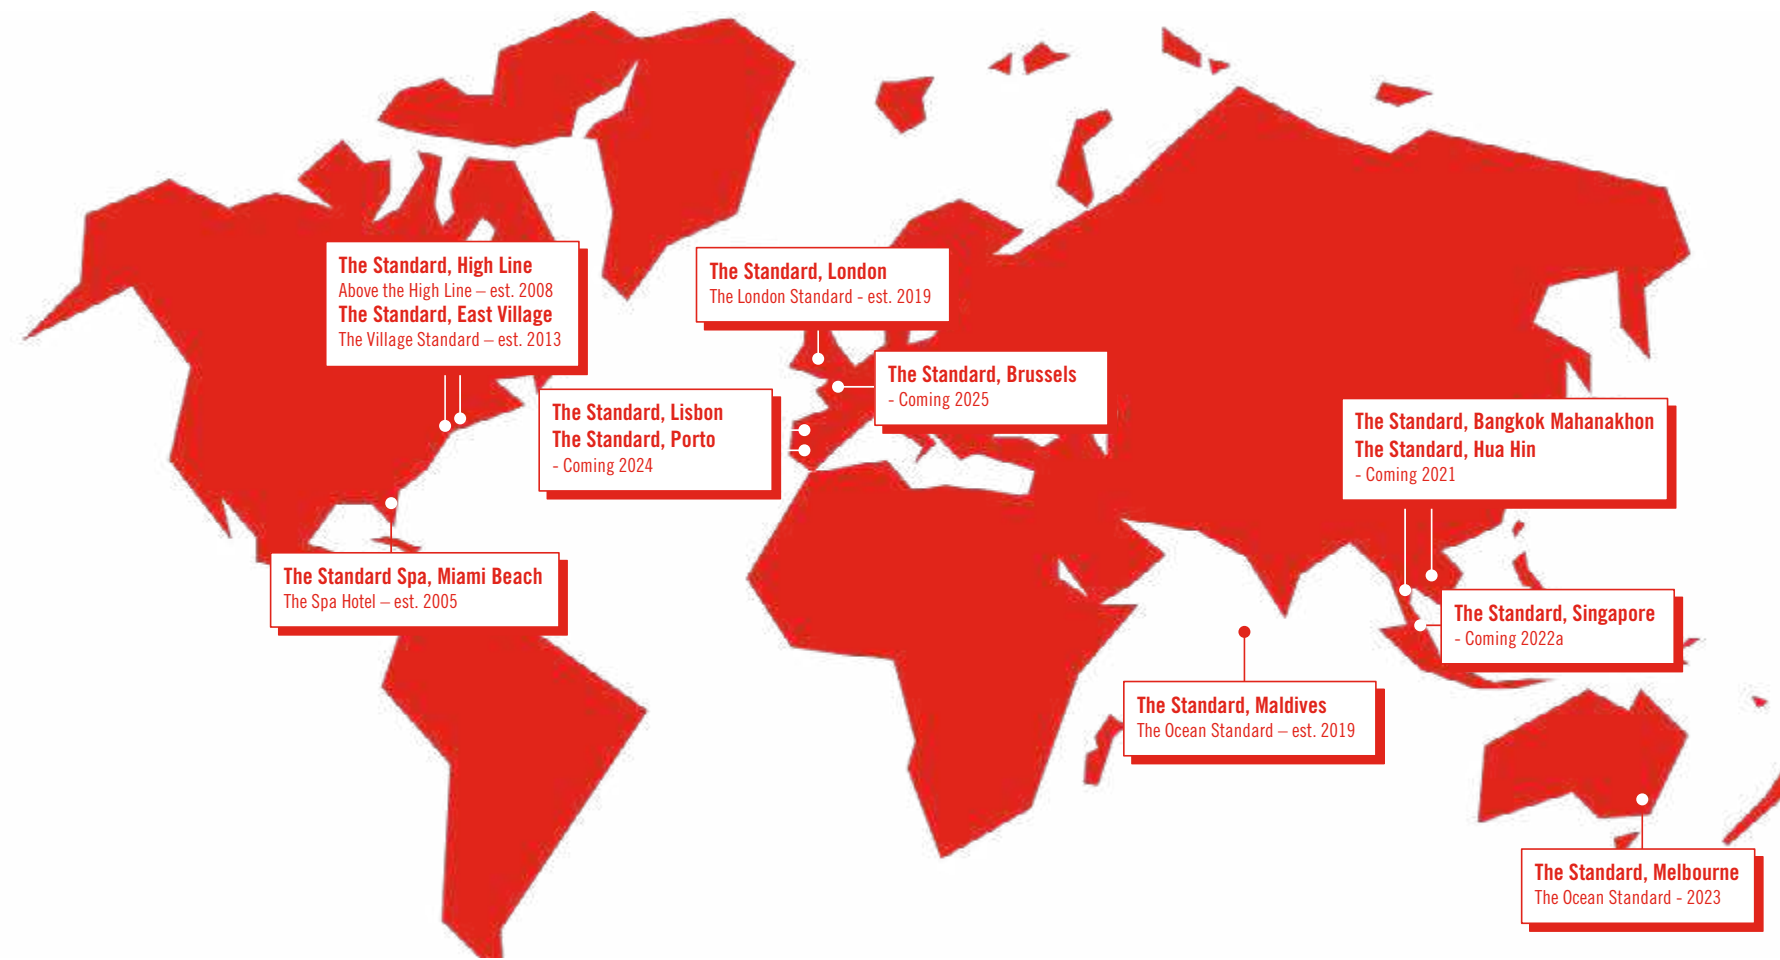 The Standard, High Line
Above the High Line – est. 2008
The Standard, East Village
The Village Standard – est. 2013
The Standard, London
The London Standard - est. 2019
The Standard, Brussels
- Coming 2025
The Standard, Lisbon
The Standard, Porto
- Coming 2024
The Standard, Bangkok Mahanakhon
The Standard, Hua Hin
- Coming 2021
The Standard Spa, Miami Beach
The Spa Hotel – est. 2005
The Standard, Singapore
- Coming 2022a
The Standard, Maldives
The Ocean Standard – est. 2019
The Standard, Melbourne
The Ocean Standard - 2023